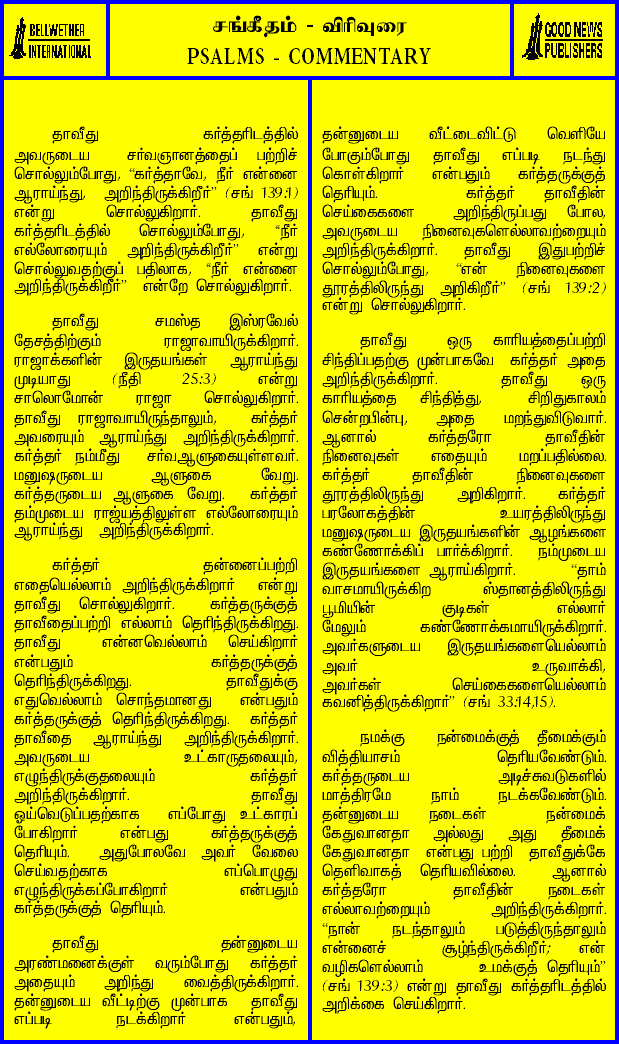 BELLWETHER
INTERNATIONAL
சங்கீதம் - விரிவுரை
PSALMS - COMMENTARY
GOOD NEWS
PUBLISHERS
தாவீது கர்த்தரிடத்தில்
அவருடைய சர்வஞானத்தைப் பற்றிச்
சொல்லும்போது, “கர்த்தாவே, நீர் என்னை
ஆராய்ந்து, அறிந்திருக்கிறீர்” (சங் 139:1)
என்று சொல்லுகிறார். தாவீது
கர்த்தரிடத்தில் சொல்லும்போது, “நீர்
எல்லோரையும் அறிந்திருக்கிறீர்” என்று
சொல்லுவதற்குப் பதிலாக, “நீர் என்னை
அறிந்திருக்கிறீர்” என்றே சொல்லுகிறார்.
தாவீது சமஸ்த இஸ்ரவேல்
தேசத்திற்கும் ராஜாவாயிருக்கிறார்.
ராஜாக்களின் இருதயங்கள் ஆராய்ந்து
முடியாது (நீதி 25:3) என்று
சாலொமோன் ராஜா சொல்லுகிறார்.
தாவீது ராஜாவாயிருந்தாலும், கர்த்தர்
அவரையும் ஆராய்ந்து அறிந்திருக்கிறார்.
கர்த்தர் நம்மீது சர்வஆளுகையுள்ளவர்.
மனுஷருடைய ஆளுகை வேறு.
கர்த்தருடைய ஆளுகை வேறு. கர்த்தர்
தம்முடைய ராஜ்யத்திலுள்ள எல்லோரையும்
ஆராய்ந்து அறிந்திருக்கிறார்.
கர்த்தர் தன்னைப்பற்றி
எதையெல்லாம் அறிந்திருக்கிறார் என்று
தாவீது சொல்லுகிறார். கர்த்தருக்குத்
தாவீதைப்பற்றி எல்லாம் தெரிந்திருக்கிறது.
தாவீது என்னவெல்லாம் செய்கிறார்
என்பதும் கர்த்தருக்குத்
தெரிந்திருக்கிறது. தாவீதுக்கு
எதுவெல்லாம் சொந்தமானது என்பதும்
கர்த்தருக்குத் தெரிந்திருக்கிறது. கர்த்தர்
தாவீதை ஆராய்ந்து அறிந்திருக்கிறார்.
அவருடைய உட்காருதலையும்,
எழுந்திருக்குதலையும் கர்த்தர்
அறிந்திருக்கிறார். தாவீது
ஓய்வெடுப்பதற்காக எப்போது உட்காரப்
போகிறார் என்பது கர்த்தருக்குத்
தெரியும். அதுபோலவே அவர் வேலை
செய்வதற்காக எப்பொழுது
எழுந்திருக்கப்போகிறார் என்பதும்
கர்த்தருக்குத் தெரியும்.
தாவீது தன்னுடைய
அரண்மனைக்குள் வரும்போது கர்த்தர்
அதையும் அறிந்து வைத்திருக்கிறார்.
தன்னுடைய வீட்டிற்கு முன்பாக தாவீது
எப்படி நடக்கிறார் என்பதும்,
தன்னுடைய வீட்டைவிட்டு வெளியே
போகும்போது தாவீது எப்படி நடந்து
கொள்கிறார் என்பதும் கர்த்தருக்குத்
தெரியும். கர்த்தர் தாவீதின்
செய்கைகளை அறிந்திருப்பது போல,
அவருடைய நினைவுகளெல்லாவற்றையும்
அறிந்திருக்கிறார். தாவீது இதுபற்றிச்
சொல்லும்போது, “என் நினைவுகளை
தூரத்திலிருந்து அறிகிறீர்” (சங் 139:2)
என்று சொல்லுகிறார்.
தாவீது ஒரு காரியத்தைப்பற்றி
சிந்திப்பதற்கு முன்பாகவே கர்த்தர் அதை
அறிந்திருக்கிறார். தாவீது ஒரு
காரியத்தை சிந்தித்து, சிறிதுகாலம்
சென்றபின்பு, அதை மறந்துவிடுவார்.
ஆனால் கர்த்தரோ தாவீதின்
நினைவுகள் எதையும் மறப்பதில்லை.
கர்த்தர் தாவீதின் நினைவுகளை
தூரத்திலிருந்து அறிகிறார். கர்த்தர்
பரலோகத்தின் உயரத்திலிருந்து
மனுஷருடைய இருதயங்களின் ஆழங்களை
கண்ணோக்கிப் பார்க்கிறார். நம்முடைய
இருதயங்களை ஆராய்கிறார். “தாம்
வாசமாயிருக்கிற ஸ்தானத்திலிருந்து
பூமியின் குடிகள் எல்லார்
மேலும் கண்ணோக்கமாயிருக்கிறார்.
அவர்களுடைய இருதயங்களையெல்லாம்
அவர் உருவாக்கி,
அவர்கள் செய்கைகளையெல்லாம்
கவனித்திருக்கிறார்” (சங் 33:14,15).
நமக்கு நன்மைக்குத் தீமைக்கும்
வித்தியாசம் தெரியவேண்டும்.
கர்த்தருடைய அடிச்சுவடுகளில்
மாத்திரமே நாம் நடக்கவேண்டும்.
தன்னுடைய நடைகள் நன்மைக்
கேதுவானதா அல்லது அது தீமைக்
கேதுவானதா என்பது பற்றி தாவீதுக்கே
தெளிவாகத் தெரியவில்லை. ஆனால்
கர்த்தரோ தாவீதின் நடைகள்
எல்லாவற்றையும் அறிந்திருக்கிறார்.
“நான் நடந்தாலும் படுத்திருந்தாலும்
என்னைச் சூழ்ந்திருக்கிறீர்; என்
வழிகளெல்லாம் உமக்குத் தெரியும்”
(சங் 139:3) என்று தாவீது கர்த்தரிடத்தில்
அறிக்கை செய்கிறார்.